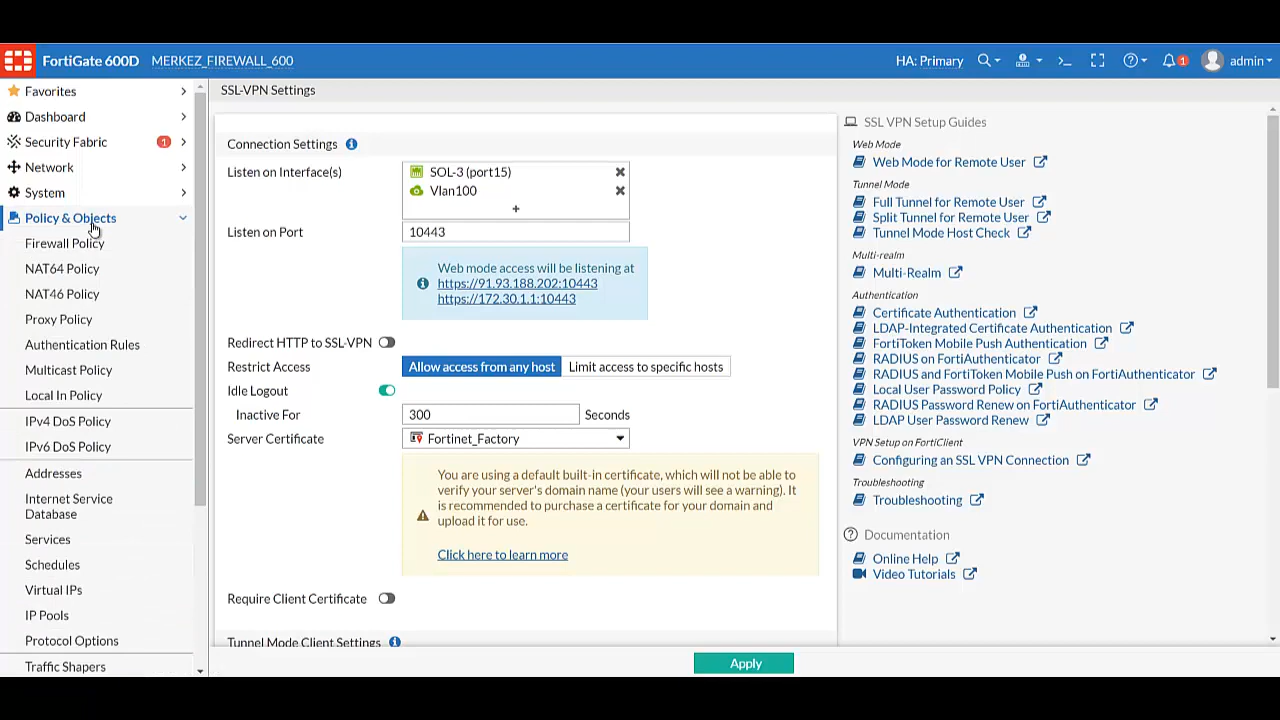 FortiGate 600D MERKEZ_FIREWALL_600 HA: Primary 1 admin
Favorites
Dashboard
Security Fabric 1
Network
System
Policy & Objects
Firewall Policy
NAT64 Policy
NAT46 Policy
Proxy Policy
Authentication Rules
Multicast Policy
Local In Policy
IPv4 DoS Policy
IPv6 DoS Policy
Addresses
Internet Service
Database
Services
Schedules
Virtual IPs
IP Pools
Protocol Options
Traffic Shapers
SSL-VPN Settings
Connection Settings
Listen on Interface(s)
SOL-3 (port15)
Vlan100
+
Listen on Port 10443
Web mode access will be listening at
https://91.93.188.202:10443
https://172.30.1.1:10443
Redirect HTTP to SSL-VPN
Restrict Access Allow access from any host Limit access to specific hosts
Idle Logout
Inactive For 300 Seconds
Server Certificate Fortinet_Factory
You are using a default built-in certificate, which will not be able to
verify your server's domain name (your users will see a warning). It
is recommended to purchase a certificate for your domain and
upload it for use.
Click here to learn more
Require Client Certificate
Tunnel Mode Client Settings
Apply
SSL VPN Setup Guides
Web Mode
Web Mode for Remote User
Tunnel Mode
Full Tunnel for Remote User
Split Tunnel for Remote User
Tunnel Mode Host Check
Multi-realm
Multi-Realm
Authentication
Certificate Authentication
LDAP-Integrated Certificate Authentication
FortiToken Mobile Push Authentication
RADIUS on FortiAuthenticator
RADIUS and FortiToken Mobile Push on FortiAuthenticator
Local User Password Policy
RADIUS Password Renew on FortiAuthenticator
LDAP User Password Renew
VPN Setup on FortiClient
Configuring an SSL VPN Connection
Troubleshooting
Troubleshooting
Documentation
Online Help
Video Tutorials